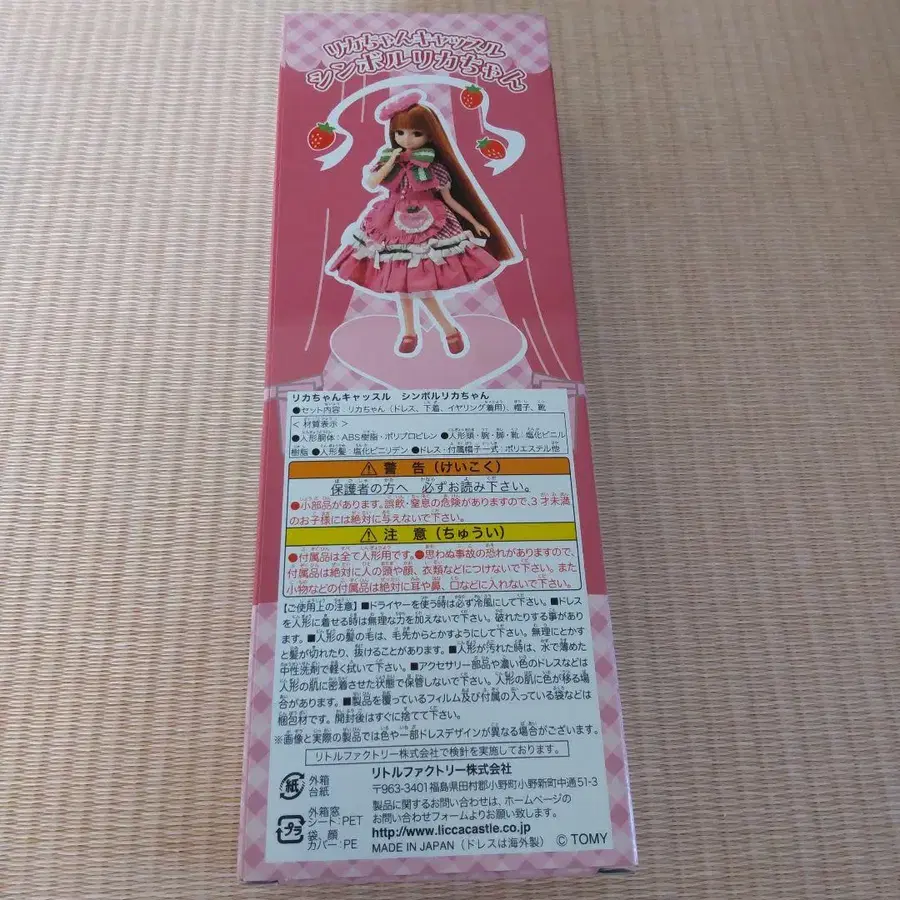 リカちゃんキャッスル
シンボルリカちゃん
リカちゃんキャッスル シンボルリカちゃん
●セット内容:リカちゃん(ドレス、下着、イヤリング着用)、帽子、靴
<材質表示>
●人形胴体:ABS樹脂・ポリプロピレン ●人形頭・腕・脚・靴:塩化ビニル
樹脂 ●人形髪:塩化ビニリデン ●ドレス・付属帽子一式:ポリエステル他
⚠警告(けいこく)
保護者の方へ 必ずお読み下さい。
●小部品があります。誤飲・窒息の危険がありますので、3才未満
のお子様には絶対に与えないで下さい。
⚠注意(ちゅうい)
●付属品は全て人形用です。●思わぬ事故の恐れがありますので、
付属品は絶対に人の頭や顔、衣類などにつけないで下さい。また
小物などの付属品は絶対に耳や鼻、口などに入れないで下さい。
【ご使用上の注意】■ドライヤーを使う時は必ず冷風にして下さい。■ドレス
を人形に着せる時は無理な力を加えないで下さい。破れたりする事があり
ます。■人形の髪の毛は、毛先からとかすようにして下さい。無理にとかす
と髪が切れたり、抜けることがあります。■人形が汚れた時は、水で薄めた
中性洗剤で軽く拭いて下さい。■アクセサリー部品や濃い色のドレスなどは
人形の肌に密着させた状態で保管しないで下さい。人形の肌に色が移る場
合があります。■製品を覆っているフィルム及び付属の入っている袋などは
梱包材です。開封後はすぐに捨てて下さい。
※画像と実際の製品では色や一部ドレスデザインが異なる場合がございます。
リトルファクトリー株式会社で検針を実施しております。
紙
外箱
台紙
プラ
外箱窓
シート:PET
袋、顔
カバー:PE
リトルファクトリー株式会社
〒963-3401 福島県田村郡小野町小野新町中通51-3
製品に関するお問い合わせは、ホームページの
お問い合わせフォームよりお願い致します。
http://www.liccacastle.co.jp
MADE IN JAPAN (ドレスは海外製) © TOMY